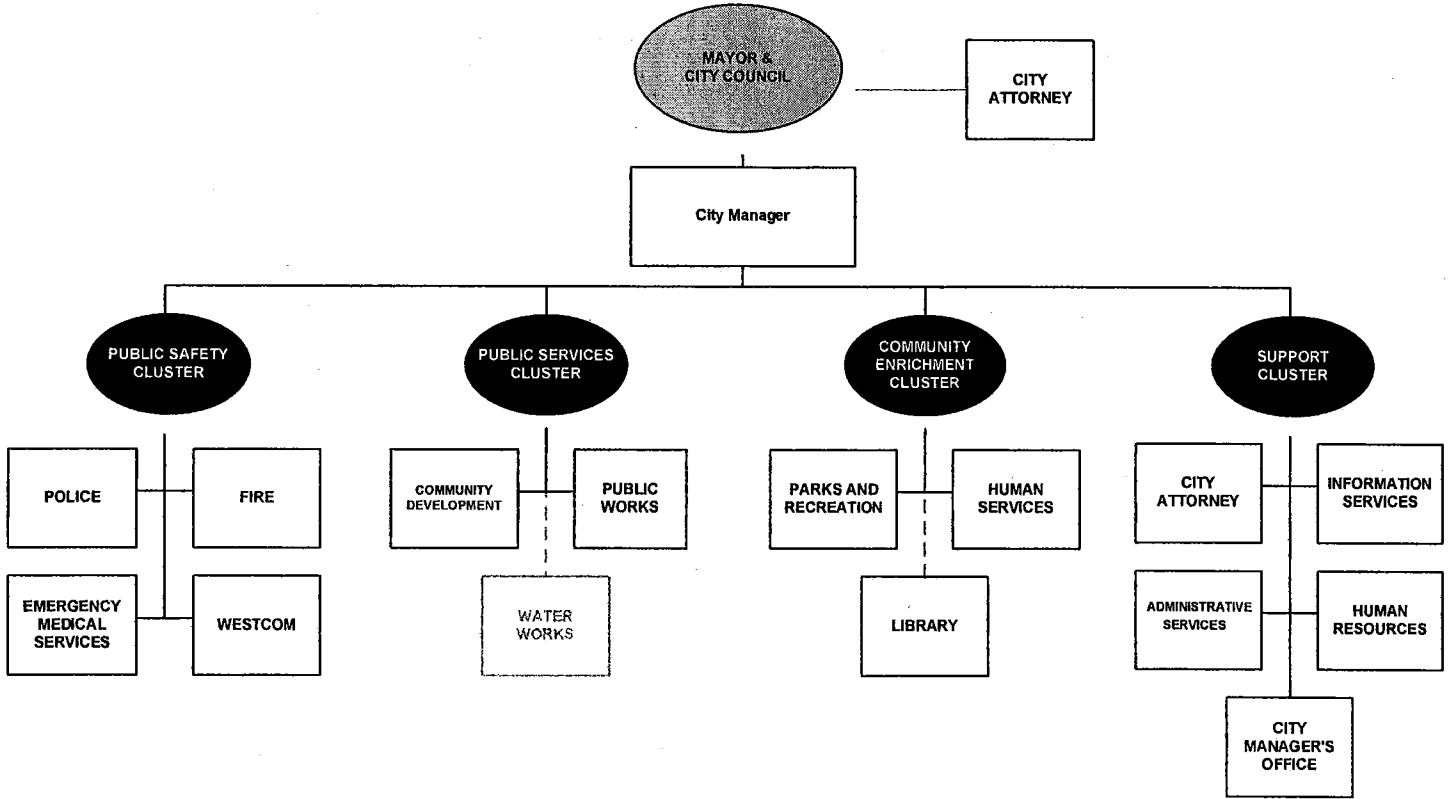 MAYOR &
CITY COUNCIL
CITY
ATTORNEY
City Manager
PUBLIC SAFETY
CLUSTER
PUBLIC SERVICES
CLUSTER
COMMUNITY
ENRICHMENT
CLUSTER
SUPPORT
CLUSTER
POLICE
FIRE
EMERGENCY
MEDICAL
SERVICES
WESTCOM
COMMUNITY
DEVELOPMENT
PUBLIC
WORKS
WATER
WORKS
PARKS AND
RECREATION
HUMAN
SERVICES
LIBRARY
CITY
ATTORNEY
INFORMATION
SERVICES
ADMINISTRATIVE
SERVICES
HUMAN
RESOURCES
CITY
MANAGER'S
OFFICE